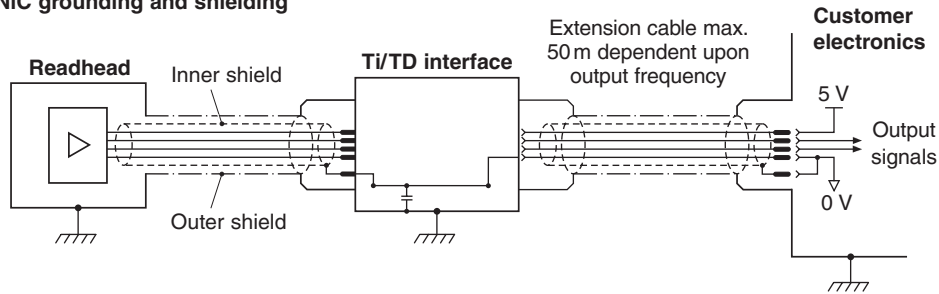 grounding and shielding
Readhead
Inner shield
Outer shield
Ti/TD interface
Extension cable max.
50 m dependent upon
output frequency
Customer
electronics
5 V
Output
signals
0 V